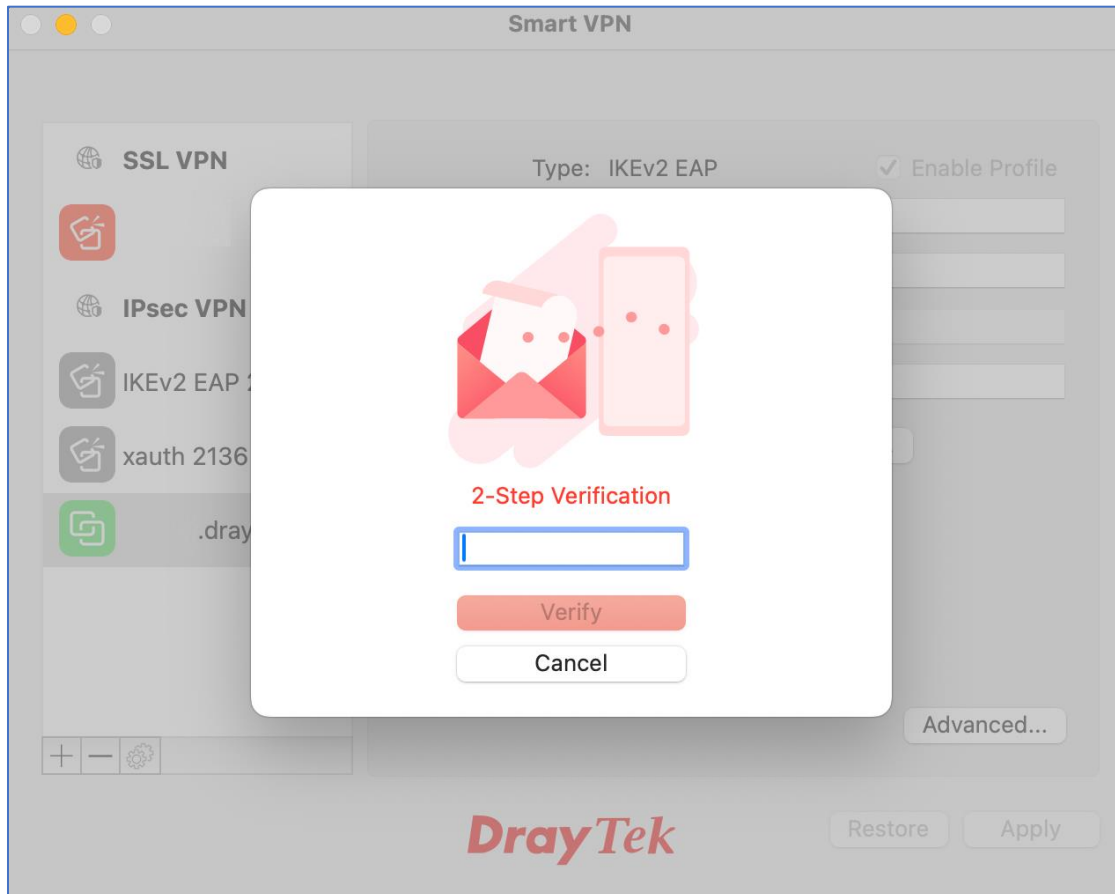 Smart VPN
SSL VPN
Type: IKEv2 EAP
Enable Profile
IPsec VPN
IKEv2 EAP
xauth 2136
.dray
2-Step Verification
Verify
Cancel
Advanced...
DrayTek
Restore
Apply